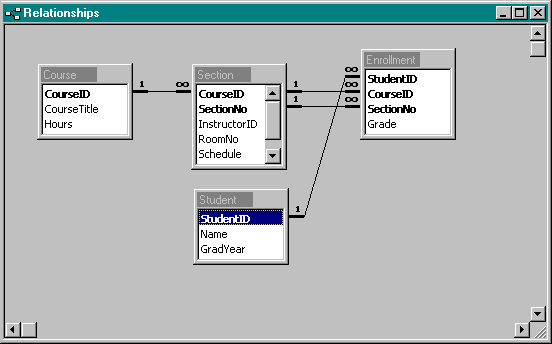 Relationships
Course
CourseID
CourseTitle
Hours
1
∞
Section
CourseID
SectionNo
InstructorID
RoomNo
Schedule
1
1
∞
∞
∞
Enrollment
StudentID
CourseID
SectionNo
Grade
Student
StudentID
Name
GradYear
1